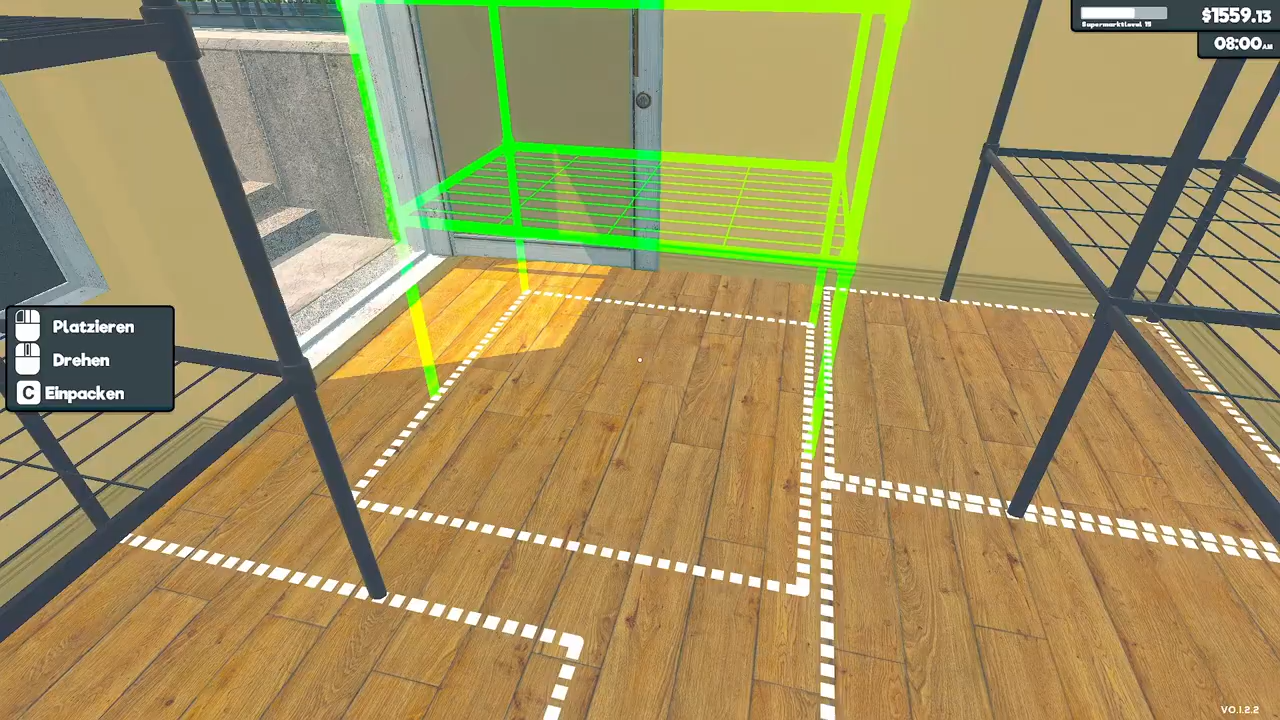 $1559.13
Supermarktlevel 15
08:00AM
Platzieren
Drehen
C Einpacken
V0.1.2.2